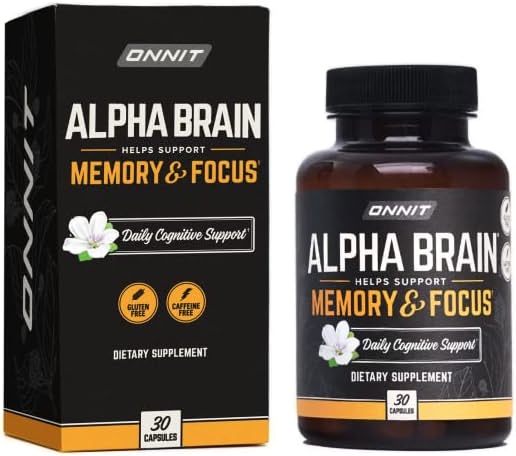 ONNIT
ONNIT
ALPHA BRAIN
HELPS SUPPORT
MEMORY & FOCUS†
Daily Cognitive Support*
GLUTEN
FREE
CAFFEINE
FREE
DIETARY SUPPLEMENT
30
CAPSULES
ONNIT
ALPHA BRAIN®
HELPS SUPPORT
MEMORY & FOCUS†
Daily Cognitive Support*
DIETARY SUPPLEMENT
30
CAPSULES